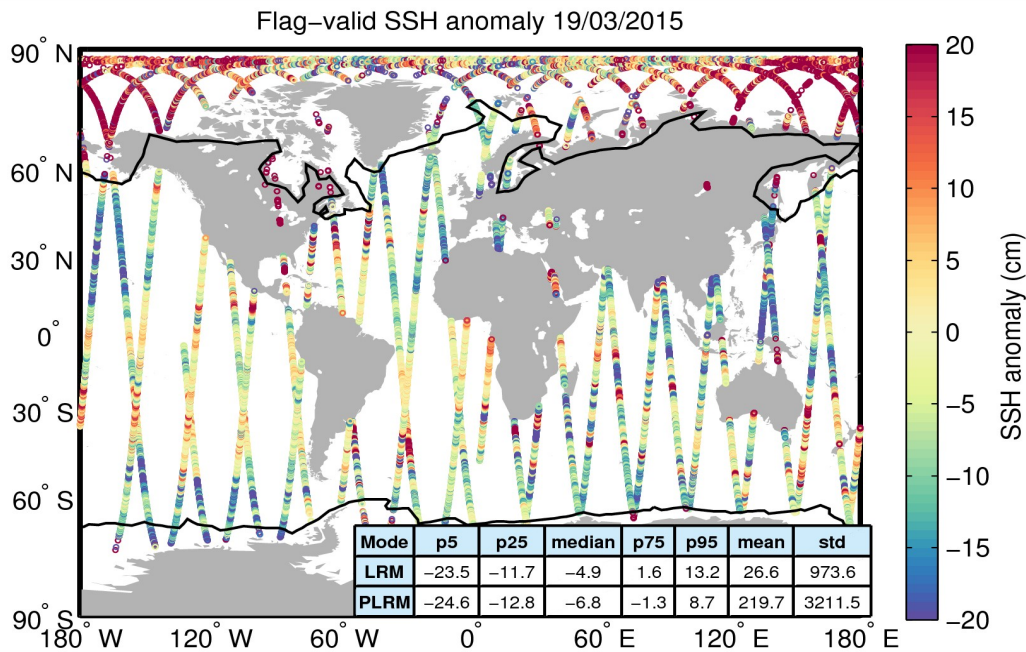 Flag−valid SSH anomaly 19/03/2015
90° N
60° N
30° N
0°
30° S
60° S
90° S
180° W
120° W
60° W
0°
60° E
120° E
180° E
Mode p5 p25 median p75 p95 mean std
LRM −23.5 −11.7 −4.9 1.6 13.2 26.6 973.6
PLRM −24.6 −12.8 −6.8 −1.3 8.7 219.7 3211.5
20
15
10
5
0
−5
−10
−15
−20
SSH anomaly (cm)